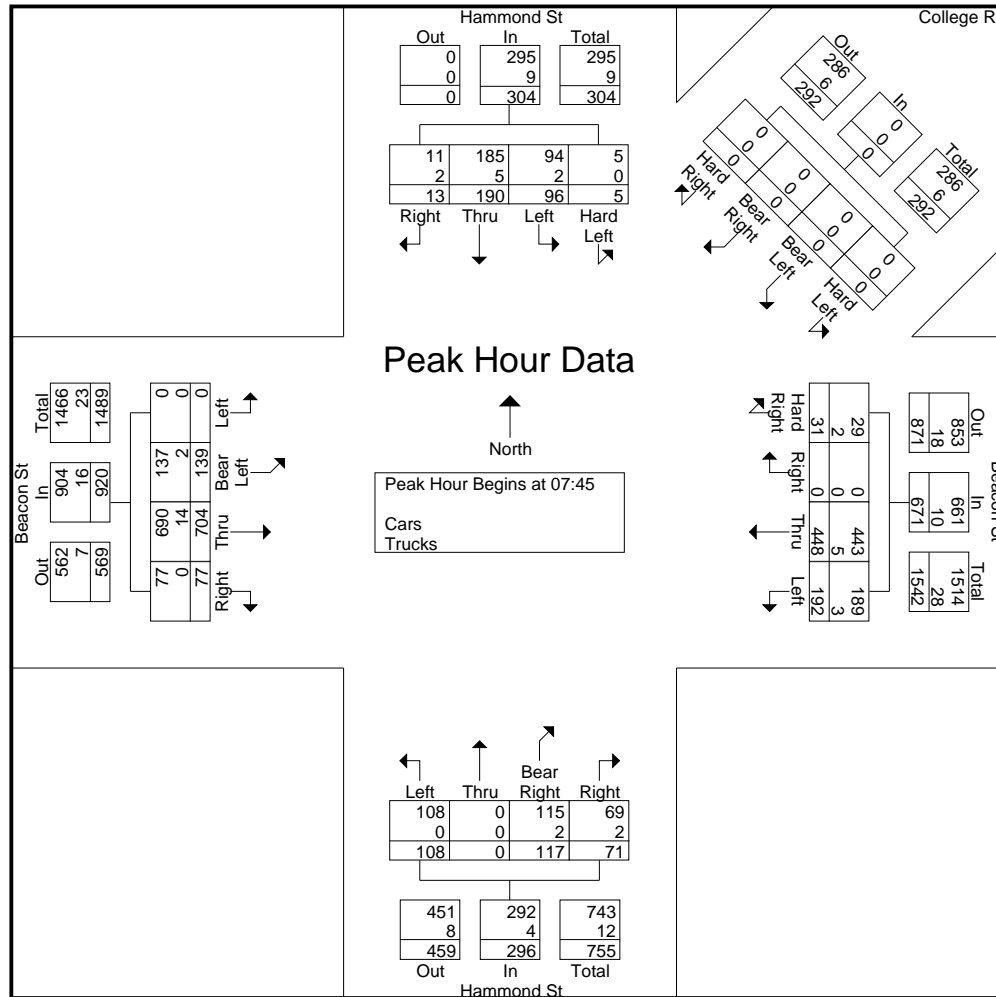 Hammond St
Out In Total
0 295 295
0 9 9
0 304 304
11 185 94 5
2 5 2 0
13 190 96 5
Right Thru Left Hard Left
College R
Out
286
6
292
In
0
0
0
Total
286
6
292
0 0 0 0
0 0 0 0
0 0 0 0
Hard Right
Bear Right
Bear Left
Hard Left
Peak Hour Data
North
Peak Hour Begins at 07:45
Cars
Trucks
Beacon St
Out In Total
562 904 1466
7 16 23
569 920 1489
77 690 137 0
0 14 2 0
77 704 139 0
Right Thru Bear Left Left
Beacon St
Out In Total
853 661 1514
18 10 28
871 671 1542
29 0 443 189
2 0 5 3
31 0 448 192
Hard Right Right Thru Left
Left Thru Bear Right Right
108 0 115 69
0 0 2 2
108 0 117 71
451 292 743
8 4 12
459 296 755
Out In Total
Hammond St